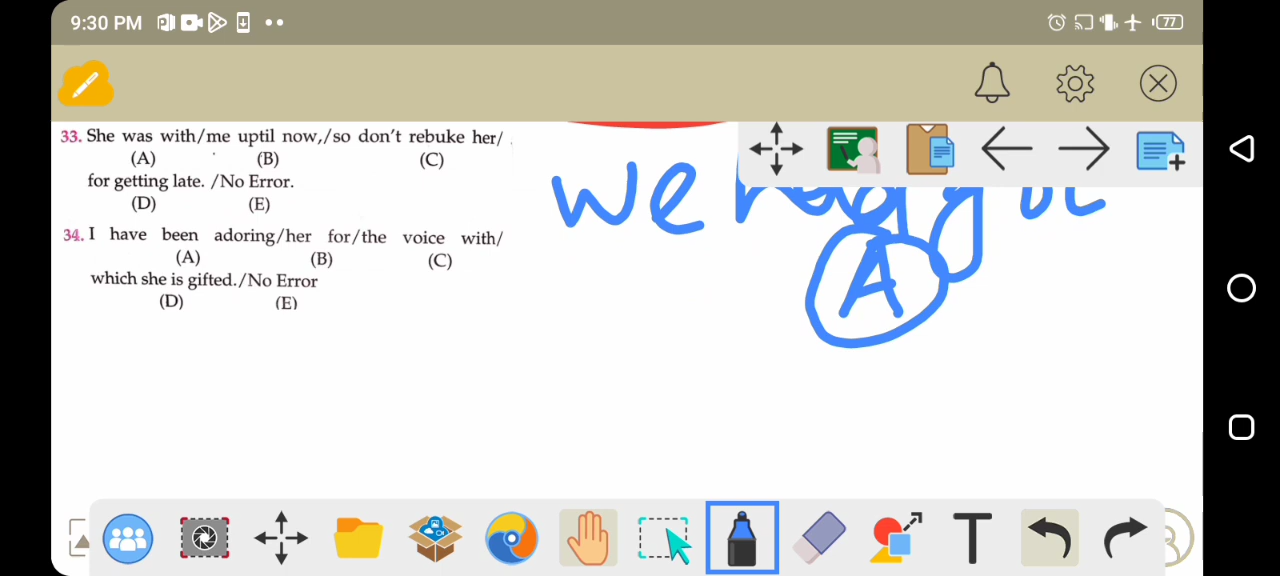 9:30 PM
77
33. She was with/me uptil now,/so don't rebuke her/
(A) (B) (C)
for getting late. /No Error.
(D) (E)
34. I have been adoring/her for/the voice with/
(A) (B) (C)
which she is gifted./No Error
(D) (E)
we
A
T